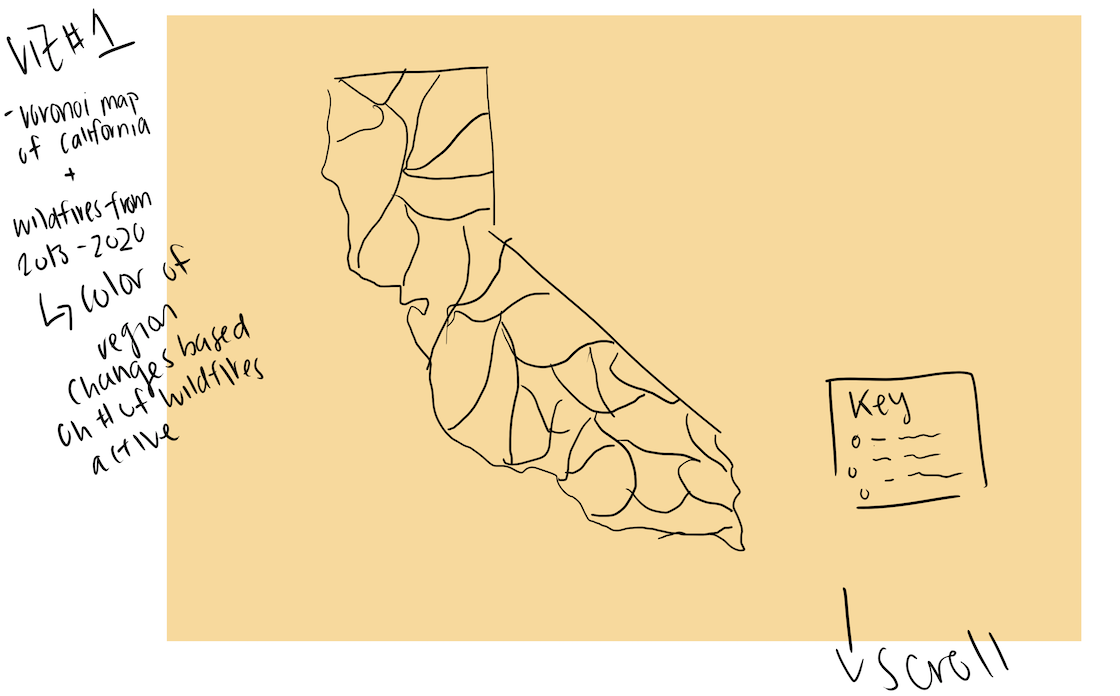 VIZ #1
- Voronoi map
of California
+
wildfires from
2013-2020
↳ color of
region
changes based
on # of wildfires
active
Key
scroll